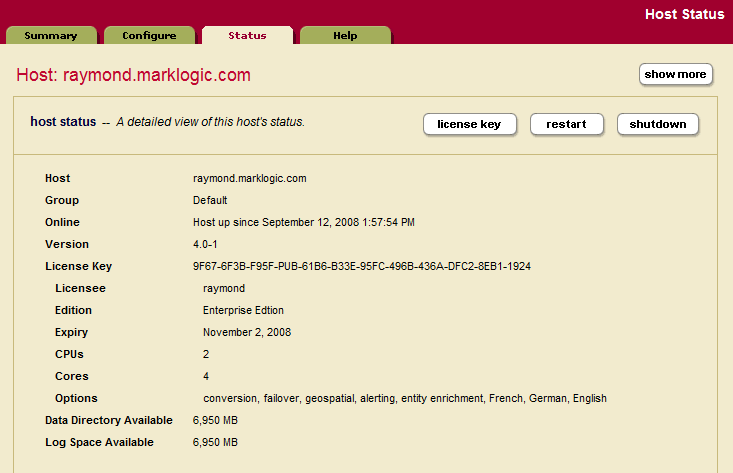 Host Status
Summary Configure Status Help
Host: raymond.marklogic.com show more
host status -- A detailed view of this host's status. license key restart shutdown
Host raymond.marklogic.com
Group Default
Online Host up since September 12, 2008 1:57:54 PM
Version 4.0-1
License Key 9F67-6F3B-F95F-PUB-61B6-B33E-95FC-496B-436A-DFC2-8EB1-1924
Licensee raymond
Edition Enterprise Edtion
Expiry November 2, 2008
CPUs 2
Cores 4
Options conversion, failover, geospatial, alerting, entity enrichment, French, German, English
Data Directory Available 6,950 MB
Log Space Available 6,950 MB